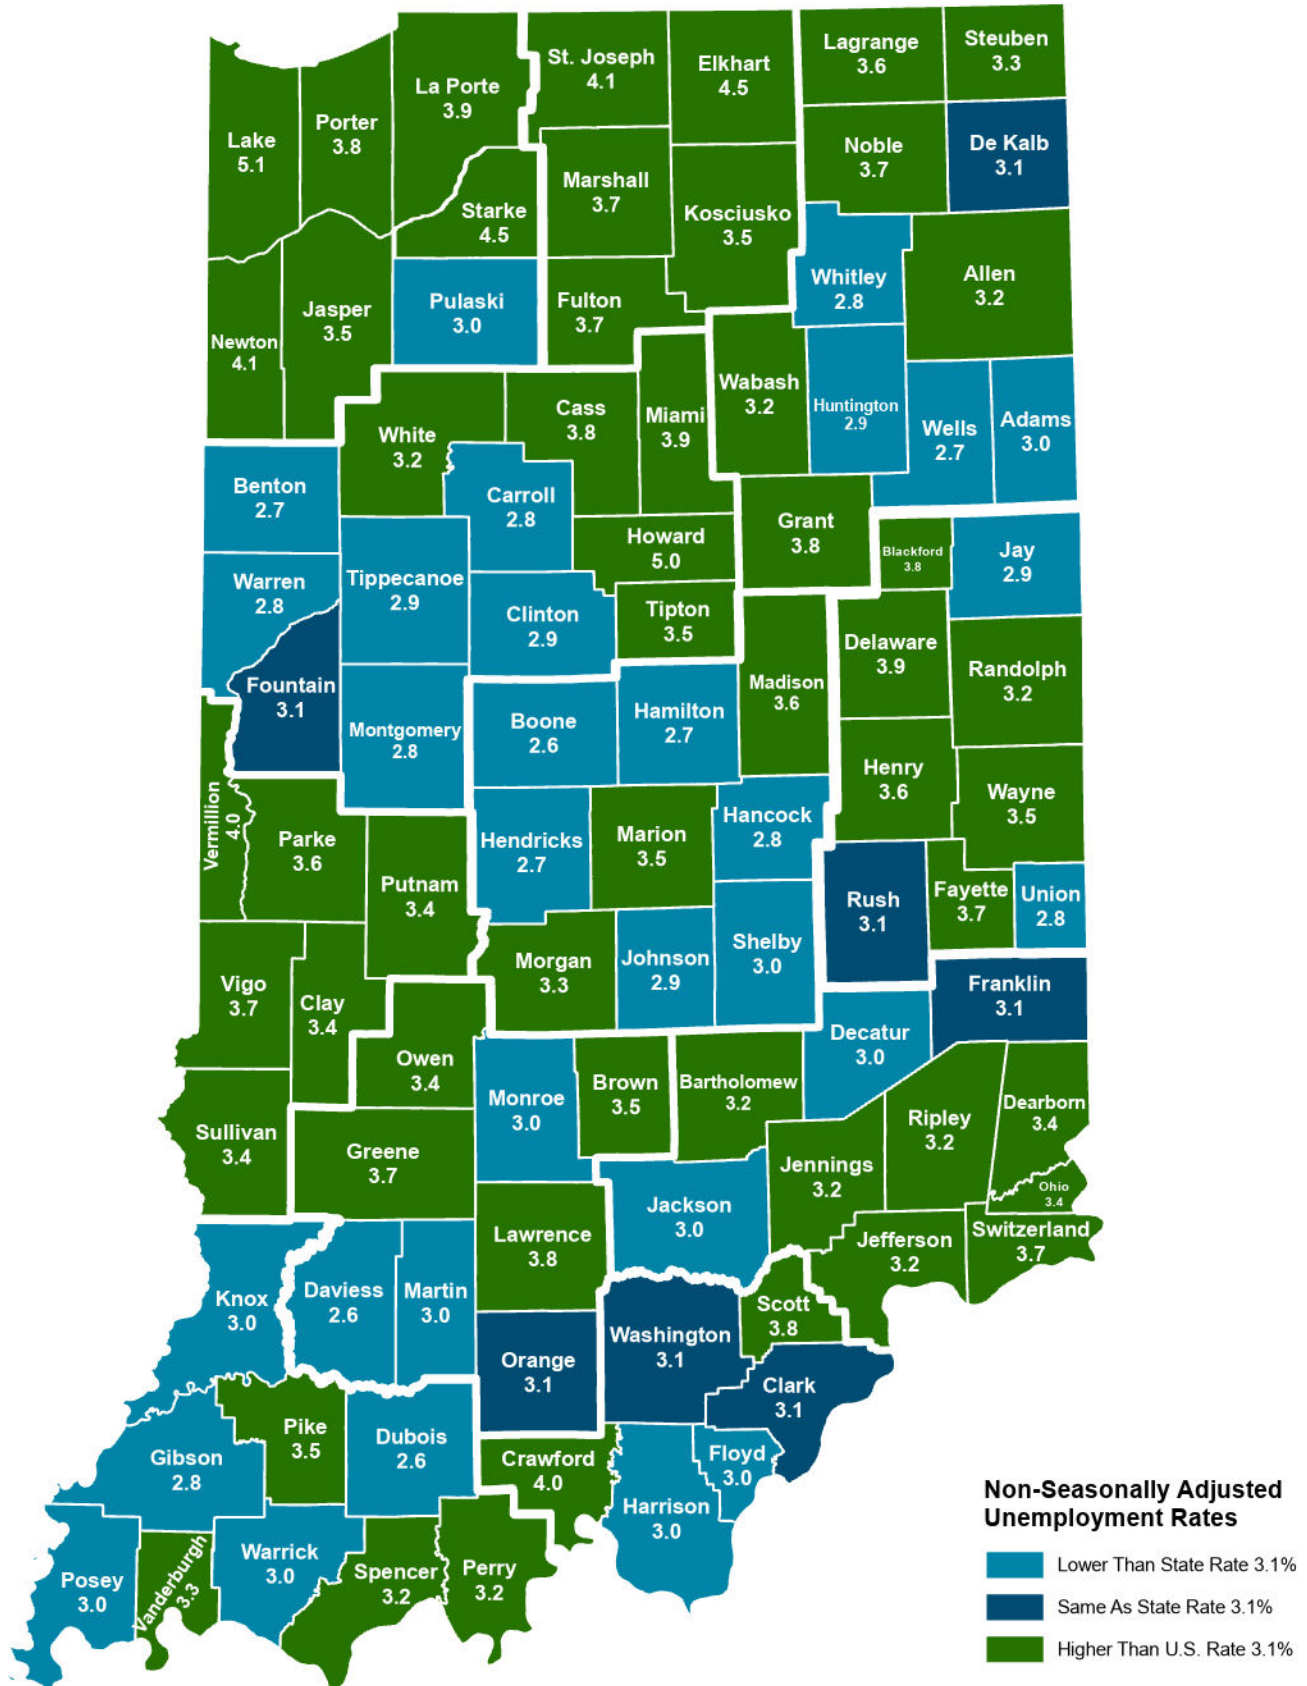 St. Joseph
4.1
Elkhart
4.5
Lagrange
3.6
Steuben
3.3
La Porte
3.9
Porter
3.8
Lake
5.1
Noble
3.7
De Kalb
3.1
Marshall
3.7
Starke
4.5
Kosciusko
3.5
Whitley
2.8
Allen
3.2
Pulaski
3.0
Fulton
3.7
Jasper
3.5
Newton
4.1
Wabash
3.2
Huntington
2.9
Wells
2.7
Adams
3.0
White
3.2
Cass
3.8
Miami
3.9
Benton
2.7
Carroll
2.8
Grant
3.8
Howard
5.0
Blackford
3.8
Jay
2.9
Warren
2.8
Tippecanoe
2.9
Clinton
2.9
Tipton
3.5
Delaware
3.9
Randolph
3.2
Fountain
3.1
Montgomery
2.8
Boone
2.6
Hamilton
2.7
Madison
3.6
Henry
3.6
Wayne
3.5
Vermillion
4.0
Parke
3.6
Putnam
3.4
Hendricks
2.7
Marion
3.5
Hancock
2.8
Rush
3.1
Fayette
3.7
Union
2.8
Vigo
3.7
Clay
3.4
Morgan
3.3
Johnson
2.9
Shelby
3.0
Franklin
3.1
Owen
3.4
Monroe
3.0
Brown
3.5
Bartholomew
3.2
Decatur
3.0
Sullivan
3.4
Greene
3.7
Jennings
3.2
Ripley
3.2
Dearborn
3.4
Ohio
3.4
Lawrence
3.8
Jackson
3.0
Jefferson
3.2
Switzerland
3.7
Knox
3.0
Daviess
2.6
Martin
3.0
Orange
3.1
Washington
3.1
Scott
3.8
Clark
3.1
Gibson
2.8
Pike
3.5
Dubois
2.6
Crawford
4.0
Harrison
3.0
Floyd
3.0
Posey
3.0
Vanderburgh
3.3
Warrick
3.0
Spencer
3.2
Perry
3.2
Non-Seasonally Adjusted
Unemployment Rates
Lower Than State Rate 3.1%
Same As State Rate 3.1%
Higher Than U.S. Rate 3.1%